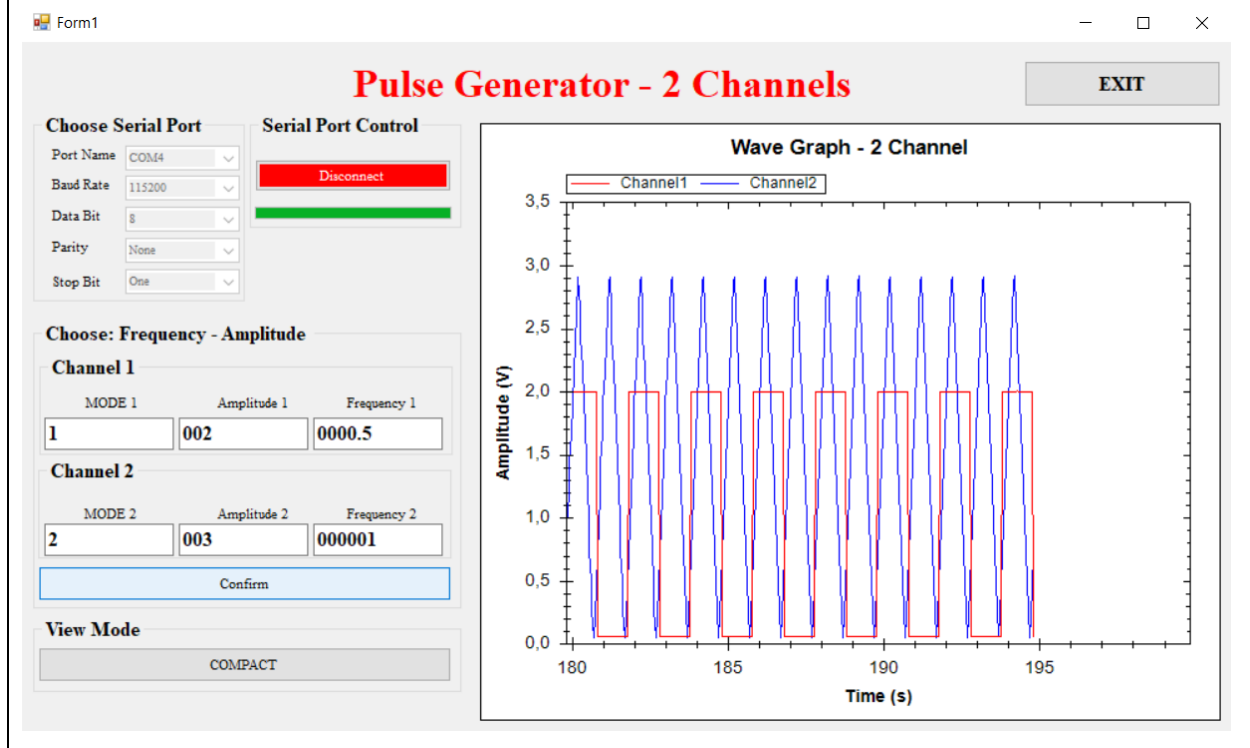 Form1
Pulse Generator - 2 Channels
EXIT
Choose Serial Port
Port Name COM4
Baud Rate 115200
Data Bit 8
Parity None
Stop Bit One
Serial Port Control
Disconnect
Choose: Frequency - Amplitude
Channel 1
MODE 1 Amplitude 1 Frequency 1
1 002 0000.5
Channel 2
MODE 2 Amplitude 2 Frequency 2
2 003 000001
Confirm
View Mode
COMPACT
Wave Graph - 2 Channel
Channel1 Channel2
Amplitude (V)
3,5
3,0
2,5
2,0
1,5
1,0
0,5
0,0
180 185 190 195
Time (s)